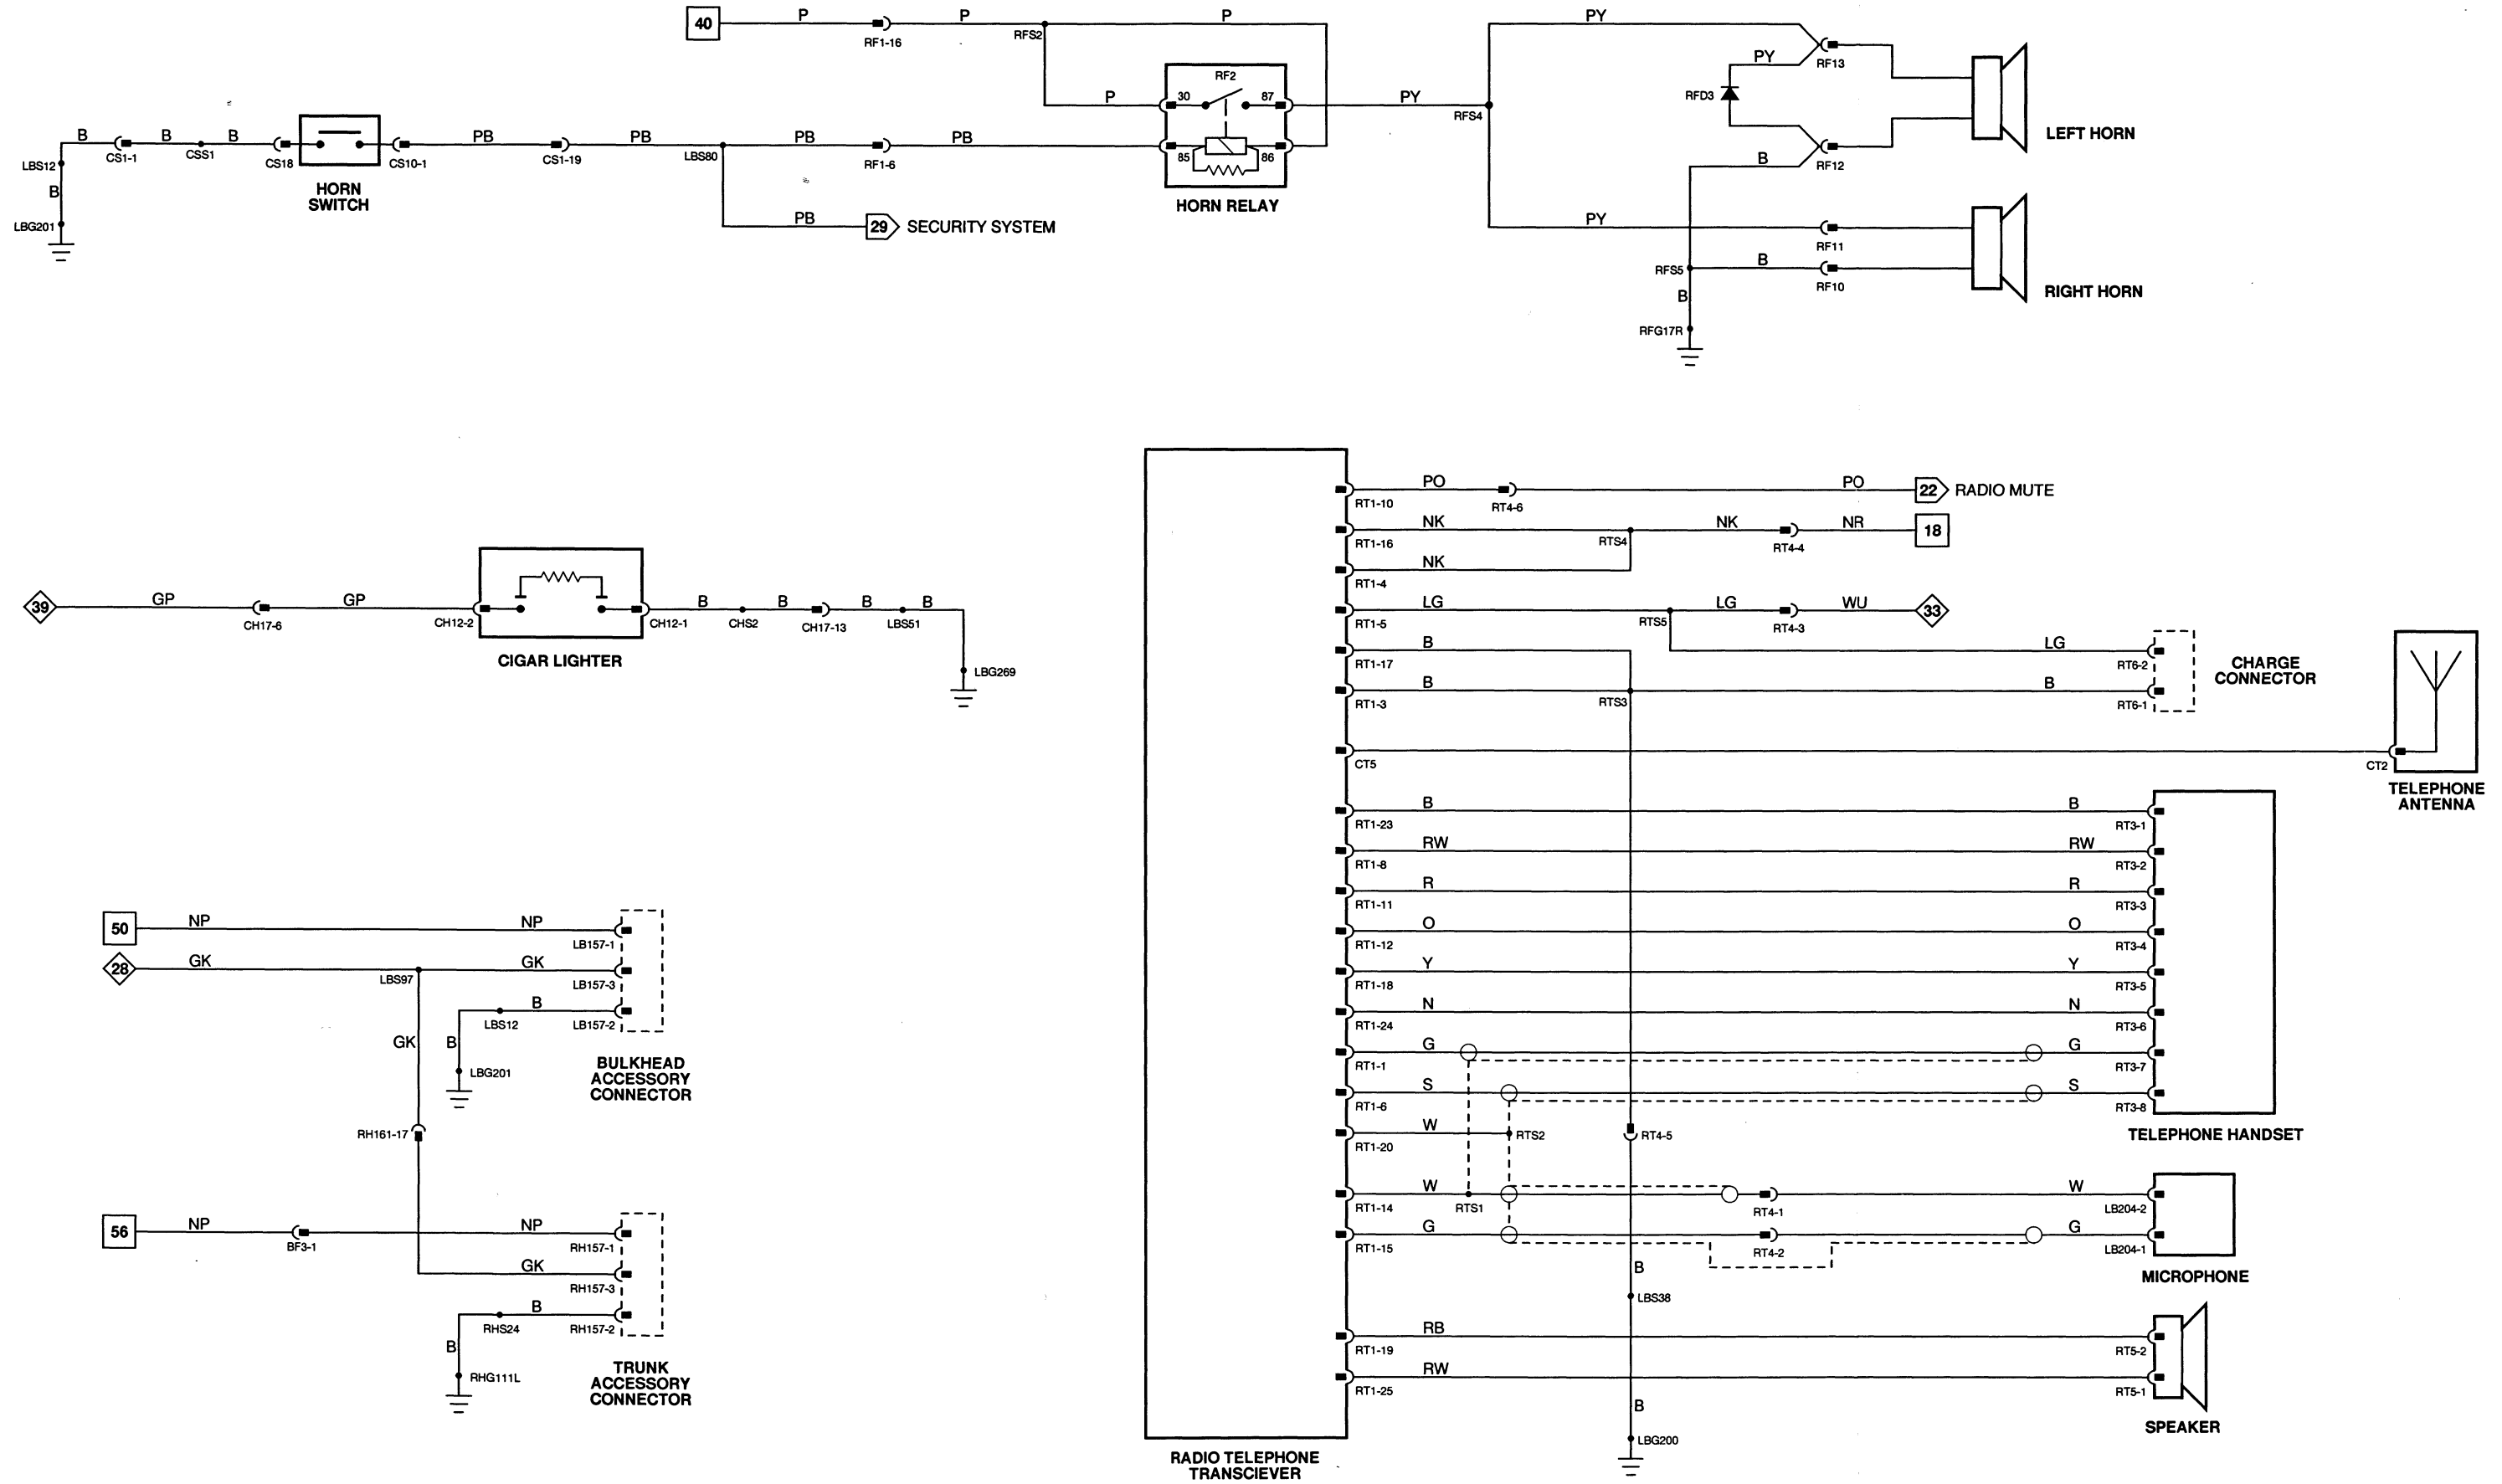 40
P
P
P
RF1-16
RFS2
PY
RF2
P
30
87
PY
RFS4
PY
RF13
RFD3
LEFT HORN
B
B
B
LBS12
CS1-1
CSS1
CS18
CS10-1
PB
CS1-19
PB
LBS80
PB
RF1-6
PB
85
86
B
RF12
B
LBG201
HORN
SWITCH
HORN RELAY
PB
29
SECURITY SYSTEM
PY
RF11
RFS5
B
RF10
B
RFG17R
RIGHT HORN
RT1-10
PO
RT4-6
PO
22
RADIO MUTE
RT1-16
NK
RTS4
NK
RT4-4
NR
18
RT1-4
NK
39
GP
CH17-6
GP
CH12-2
CH12-1
B
CHS2
B
CH17-13
B
LBS51
B
LBG269
CIGAR LIGHTER
RT1-5
LG
RTS5
LG
RT4-3
WU
33
RT1-17
B
LG
RT6-2
RT1-3
B
RTS3
B
RT6-1
CHARGE
CONNECTOR
CT5
CT2
TELEPHONE
ANTENNA
RT1-23
B
B
RT3-1
RT1-8
RW
RW
RT3-2
RT1-11
R
R
RT3-3
RT1-12
O
O
RT3-4
RT1-18
Y
Y
RT3-5
RT1-24
N
N
RT3-6
RT1-1
G
G
RT3-7
RT1-6
S
S
RT3-8
TELEPHONE HANDSET
RT1-20
W
RTS2
RT4-5
RT1-14
W
RTS1
RT4-1
W
LB204-2
RT1-15
G
RT4-2
G
LB204-1
MICROPHONE
B
LBS38
RT1-19
RB
RT5-2
RT1-25
RW
RT5-1
SPEAKER
B
LBG200
RADIO TELEPHONE
TRANSCIEVER
50
NP
NP
LB157-1
28
GK
LBS97
GK
LB157-3
B
LBS12
LB157-2
GK
B
LBG201
BULKHEAD
ACCESSORY
CONNECTOR
RH161-17
56
NP
BF3-1
NP
RH157-1
GK
RH157-3
B
RHS24
RH157-2
B
RHG111L
TRUNK
ACCESSORY
CONNECTOR